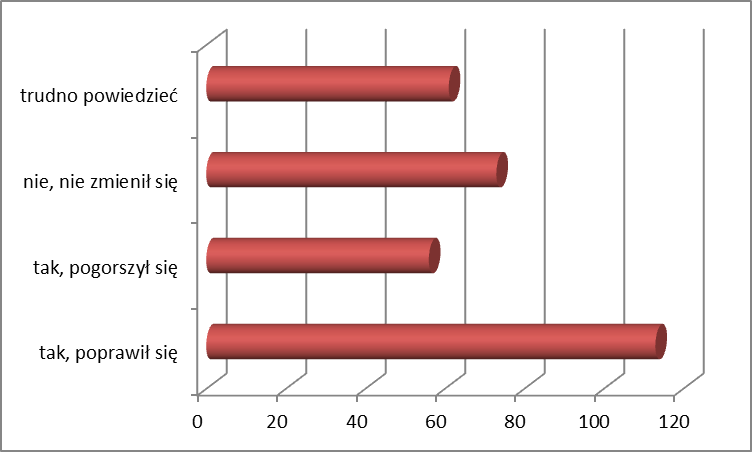 trudno powiedzieć
nie, nie zmienił się
tak, pogorszył się
tak, poprawił się
0 20 40 60 80 100 120